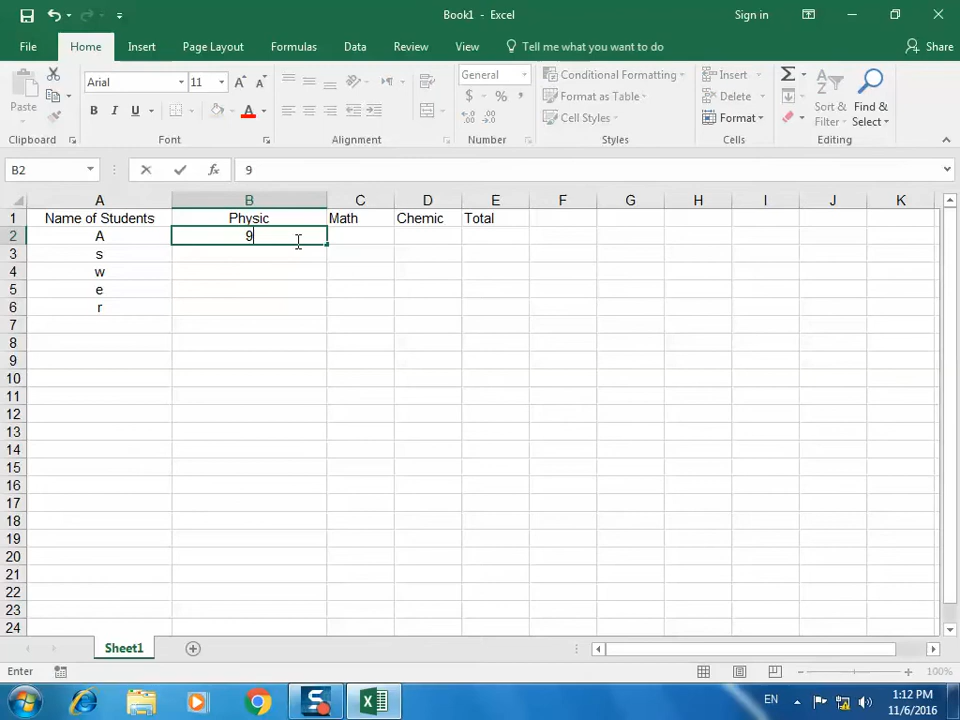 Book1 - Excel
Sign in
File Home Insert Page Layout Formulas Data Review View Tell me what you want to do Share
Paste
Arial 11
B I U A
General
$ % ,
Conditional Formatting
Format as Table
Cell Styles
Insert
Delete
Format
Sort &
Filter
Find &
Select
Clipboard Font Alignment Number Styles Cells Editing
B2 fx 9
A B C D E F G H I J K
1 Name of Students Physic Math Chemic Total
2 A 9
3 s
4 w
5 e
6 r
7
8
9
10
11
12
13
14
15
16
17
18
19
20
21
22
23
24
Sheet1
Enter 100%
EN 1:12 PM
11/6/2016